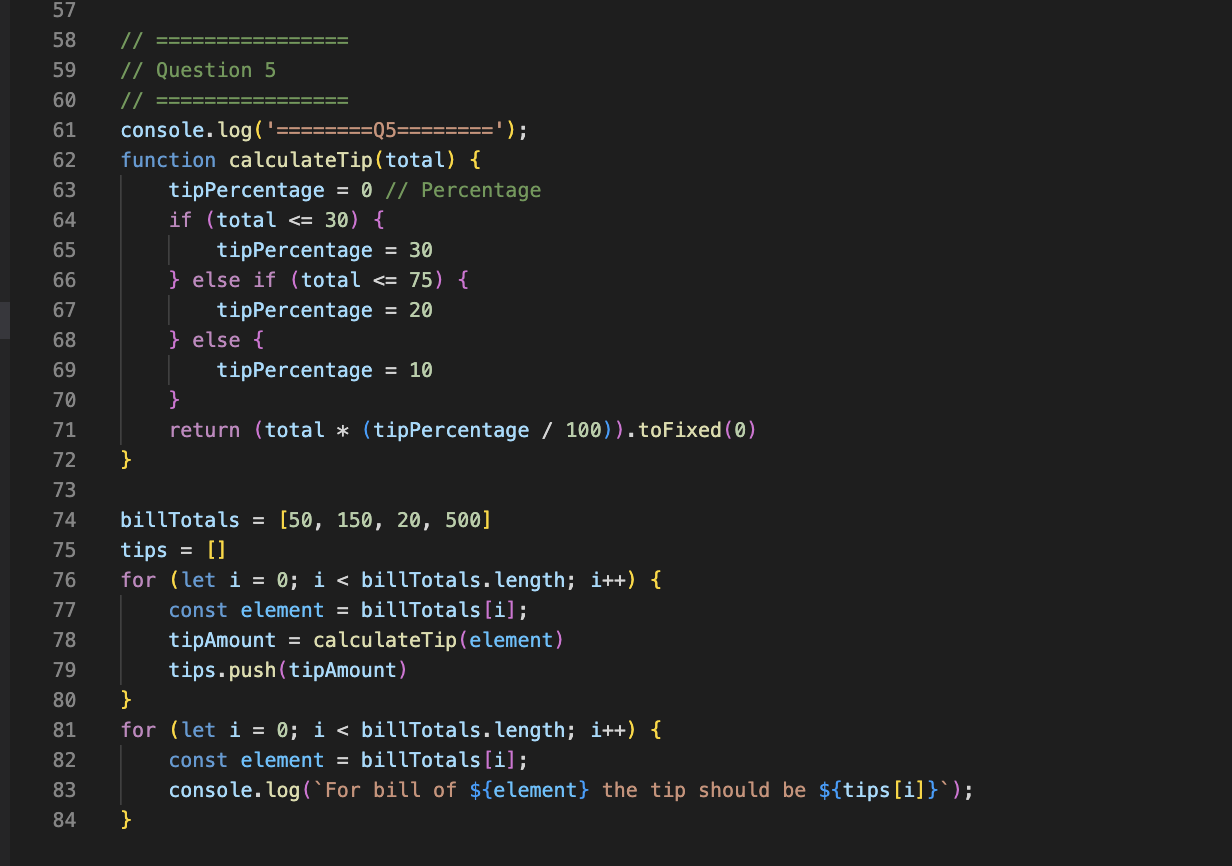 57
58 // ================
59 // Question 5
60 // ================
61 console.log('========Q5========');
62 function calculateTip(total) {
63     tipPercentage = 0 // Percentage
64     if (total <= 30) {
65         tipPercentage = 30
66     } else if (total <= 75) {
67         tipPercentage = 20
68     } else {
69         tipPercentage = 10
70     }
71     return (total * (tipPercentage / 100)).toFixed(0)
72 }
73
74 billTotals = [50, 150, 20, 500]
75 tips = []
76 for (let i = 0; i < billTotals.length; i++) {
77     const element = billTotals[i];
78     tipAmount = calculateTip(element)
79     tips.push(tipAmount)
80 }
81 for (let i = 0; i < billTotals.length; i++) {
82     const element = billTotals[i];
83     console.log(`For bill of ${element} the tip should be ${tips[i]}`);
84 }